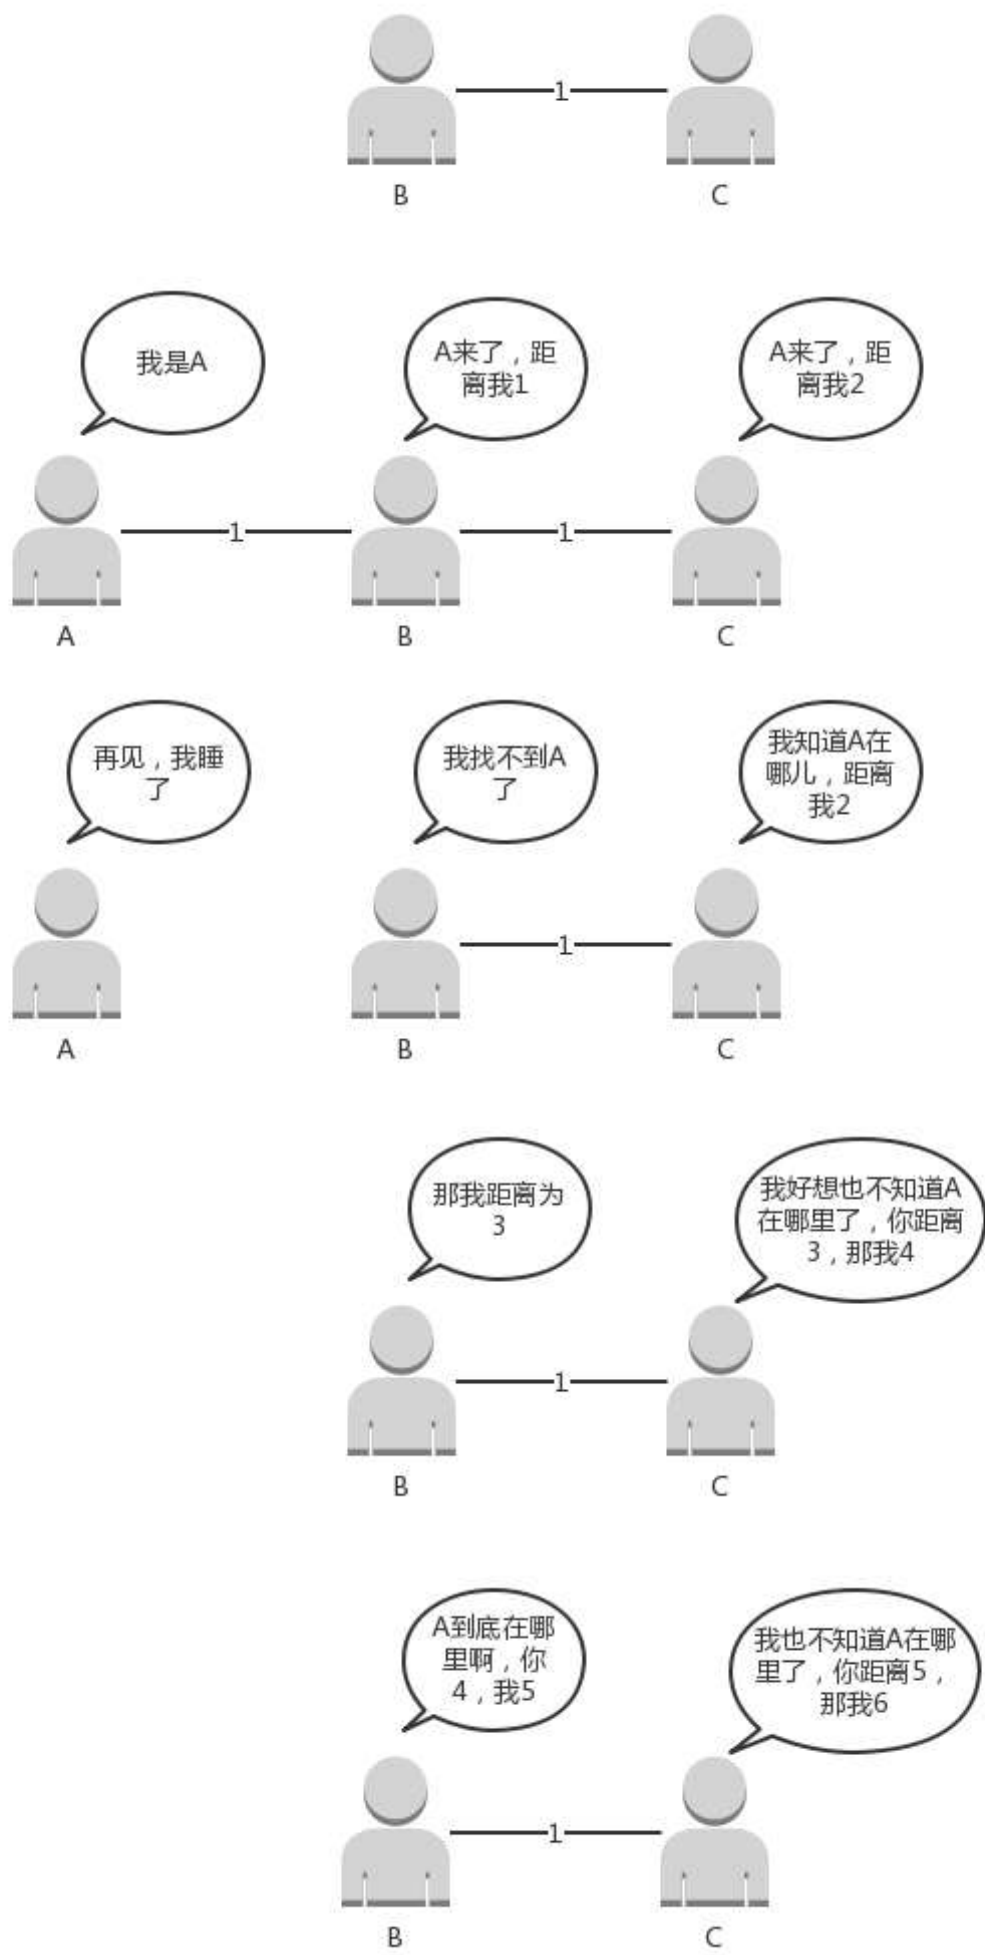 1
B
C
我是A
A来了，距
离我1
A来了，距
离我2
1
1
A
B
C
再见，我睡
了
我找不到A
了
我知道A在
哪儿，距离
我2
1
A
B
C
那我距离为
3
我好想也不知道A
在哪里了，你距离
3，那我4
1
B
C
A到底在哪
里啊，你
4，我5
我也不知道A在哪
里了，你距离5，
那我6
1
B
C